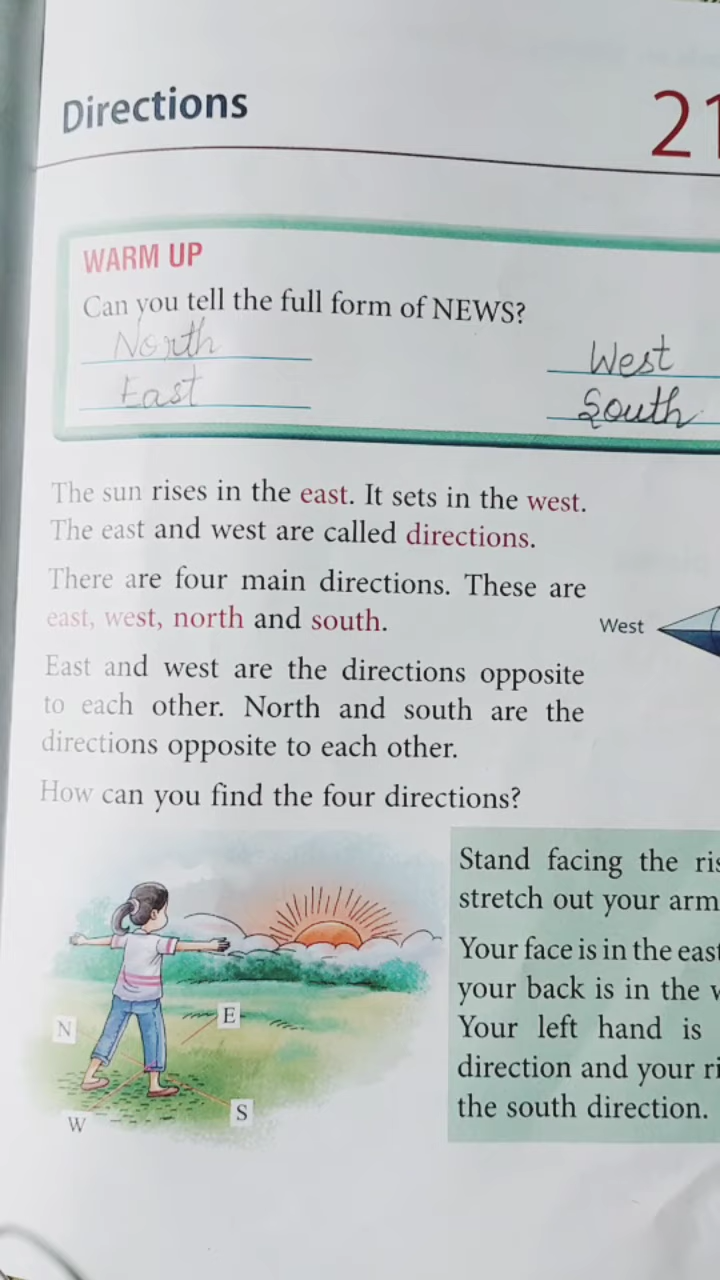 Directions
21
WARM UP
Can you tell the full form of NEWS?
North
West
East
South
The sun rises in the east. It sets in the west.
The east and west are called directions.
There are four main directions. These are
east, west, north and south.
West
East and west are the directions opposite
to each other. North and south are the
directions opposite to each other.
How can you find the four directions?
Stand facing the ris
stretch out your arm
Your face is in the east
your back is in the w
Your left hand is
direction and your ri
the south direction.
N
E
W
S